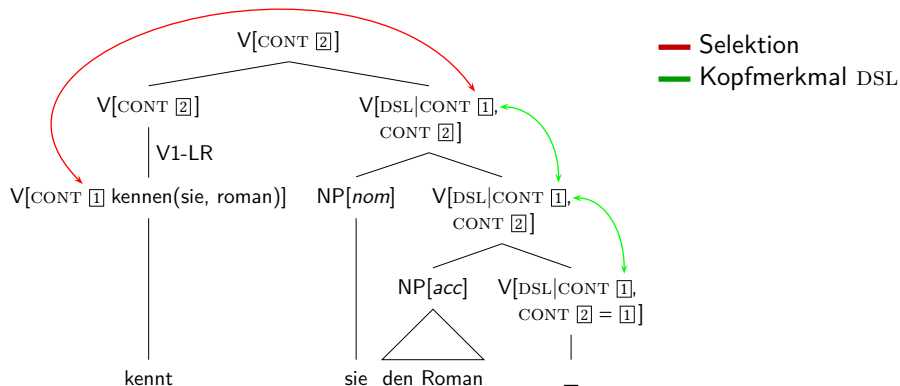 V[CONT 2]
Selektion
Kopfmerkmal DSL
V[CONT 2]
V[DSL|CONT 1,
CONT 2]
V1-LR
V[CONT 1 kennen(sie, roman)]
NP[nom]
V[DSL|CONT 1,
CONT 2]
NP[acc]
V[DSL|CONT 1,
CONT 2 = 1]
kennt
sie
den Roman
_